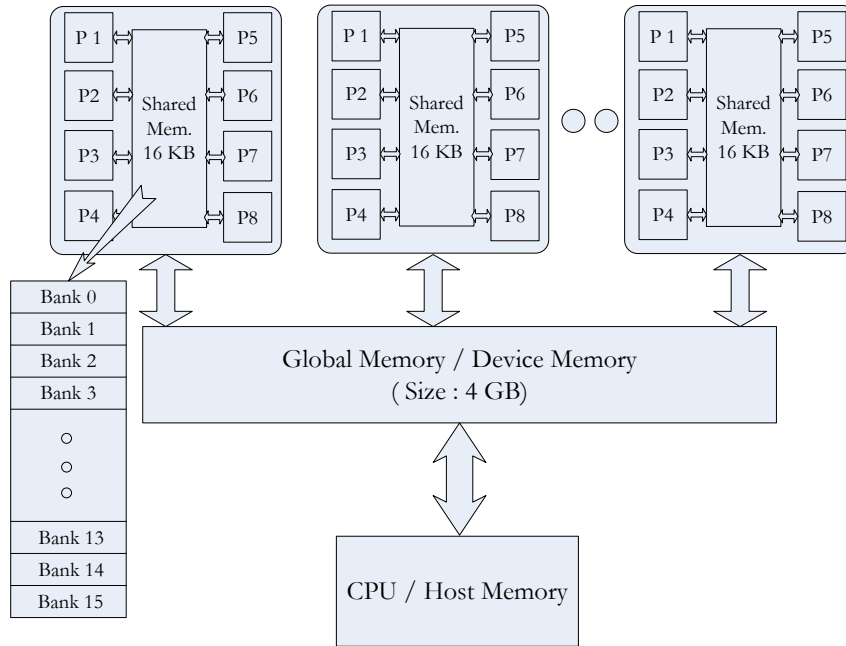 P 1
P2
P3
P4
Shared
Mem.
16 KB
P5
P6
P7
P8
P 1
P2
P3
P4
Shared
Mem.
16 KB
P5
P6
P7
P8
P 1
P2
P3
P4
Shared
Mem.
16 KB
P5
P6
P7
P8
Bank 0
Bank 1
Bank 2
Bank 3
Bank 13
Bank 14
Bank 15
Global Memory / Device Memory
( Size : 4 GB)
CPU / Host Memory